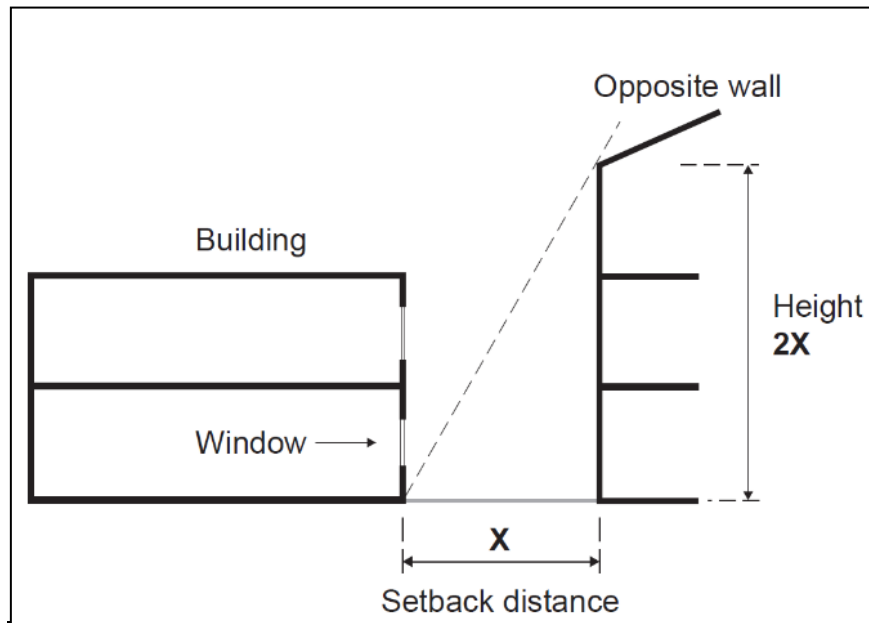 Opposite wall
Building
Height
2X
Window
X
Setback distance